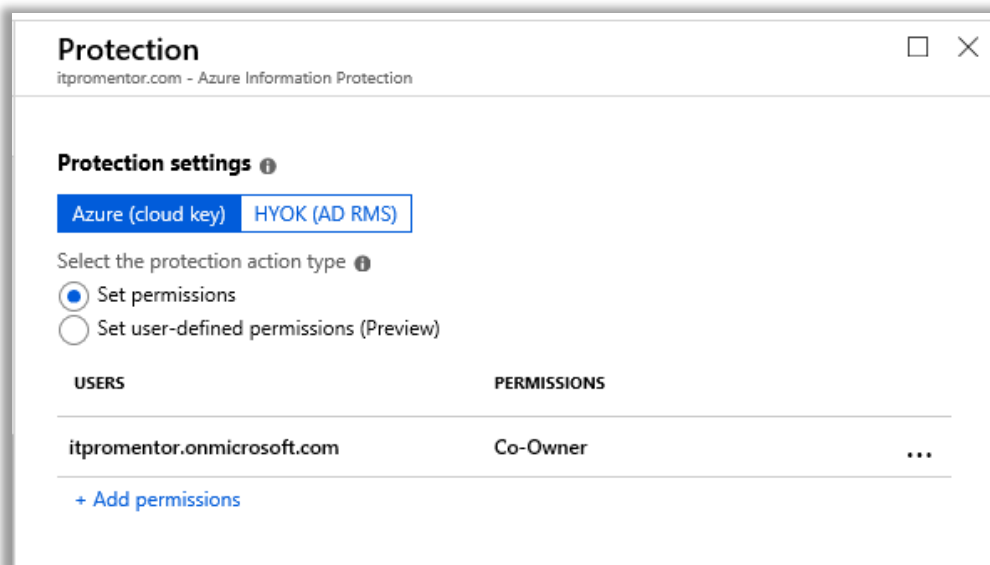 Protection
itpromentor.com - Azure Information Protection
Protection settings
Azure (cloud key) HYOK (AD RMS)
Select the protection action type
Set permissions
Set user-defined permissions (Preview)
USERS PERMISSIONS
itpromentor.onmicrosoft.com Co-Owner ...
+ Add permissions